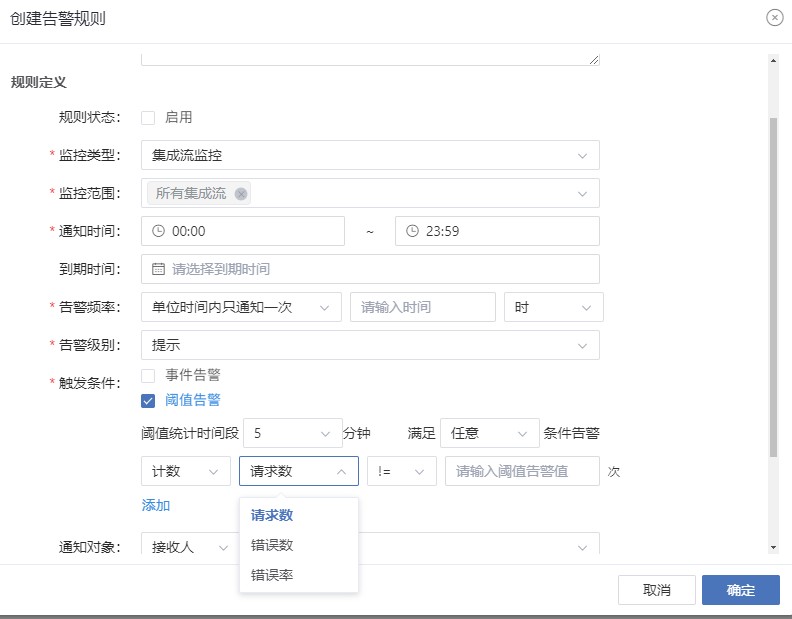 创建告警规则
规则定义
规则状态： 启用
* 监控类型： 集成流监控
* 监控范围： 所有集成流
* 通知时间： 00:00 ~ 23:59
到期时间： 请选择到期时间
* 告警频率： 单位时间内只通知一次 请输入时间 时
* 告警级别： 提示
* 触发条件： 事件告警
阈值告警
阈值统计时间段 5 分钟 满足 任意 条件告警
计数 请求数 != 请输入阈值告警值 次
添加
请求数
错误数
错误率
通知对象： 接收人
取消 确定